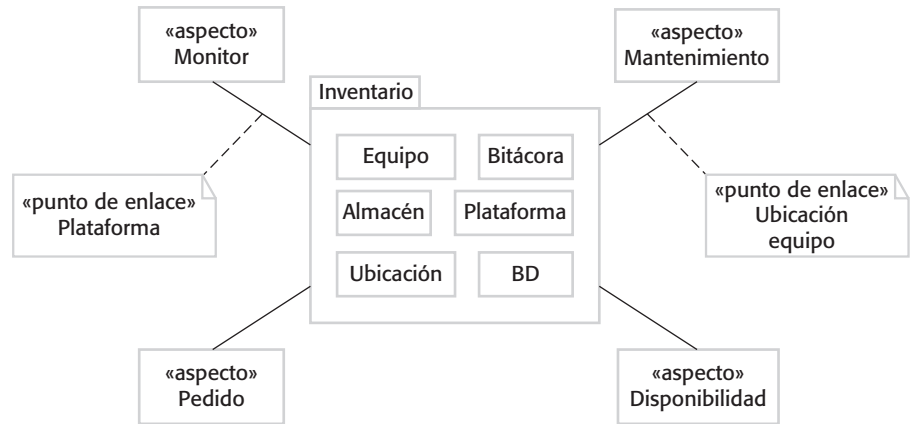 «aspecto»
Monitor
«aspecto»
Mantenimiento
Inventario
Equipo
Bitácora
«punto de enlace»
Plataforma
Almacén
Plataforma
«punto de enlace»
Ubicación
equipo
Ubicación
BD
«aspecto»
Pedido
«aspecto»
Disponibilidad